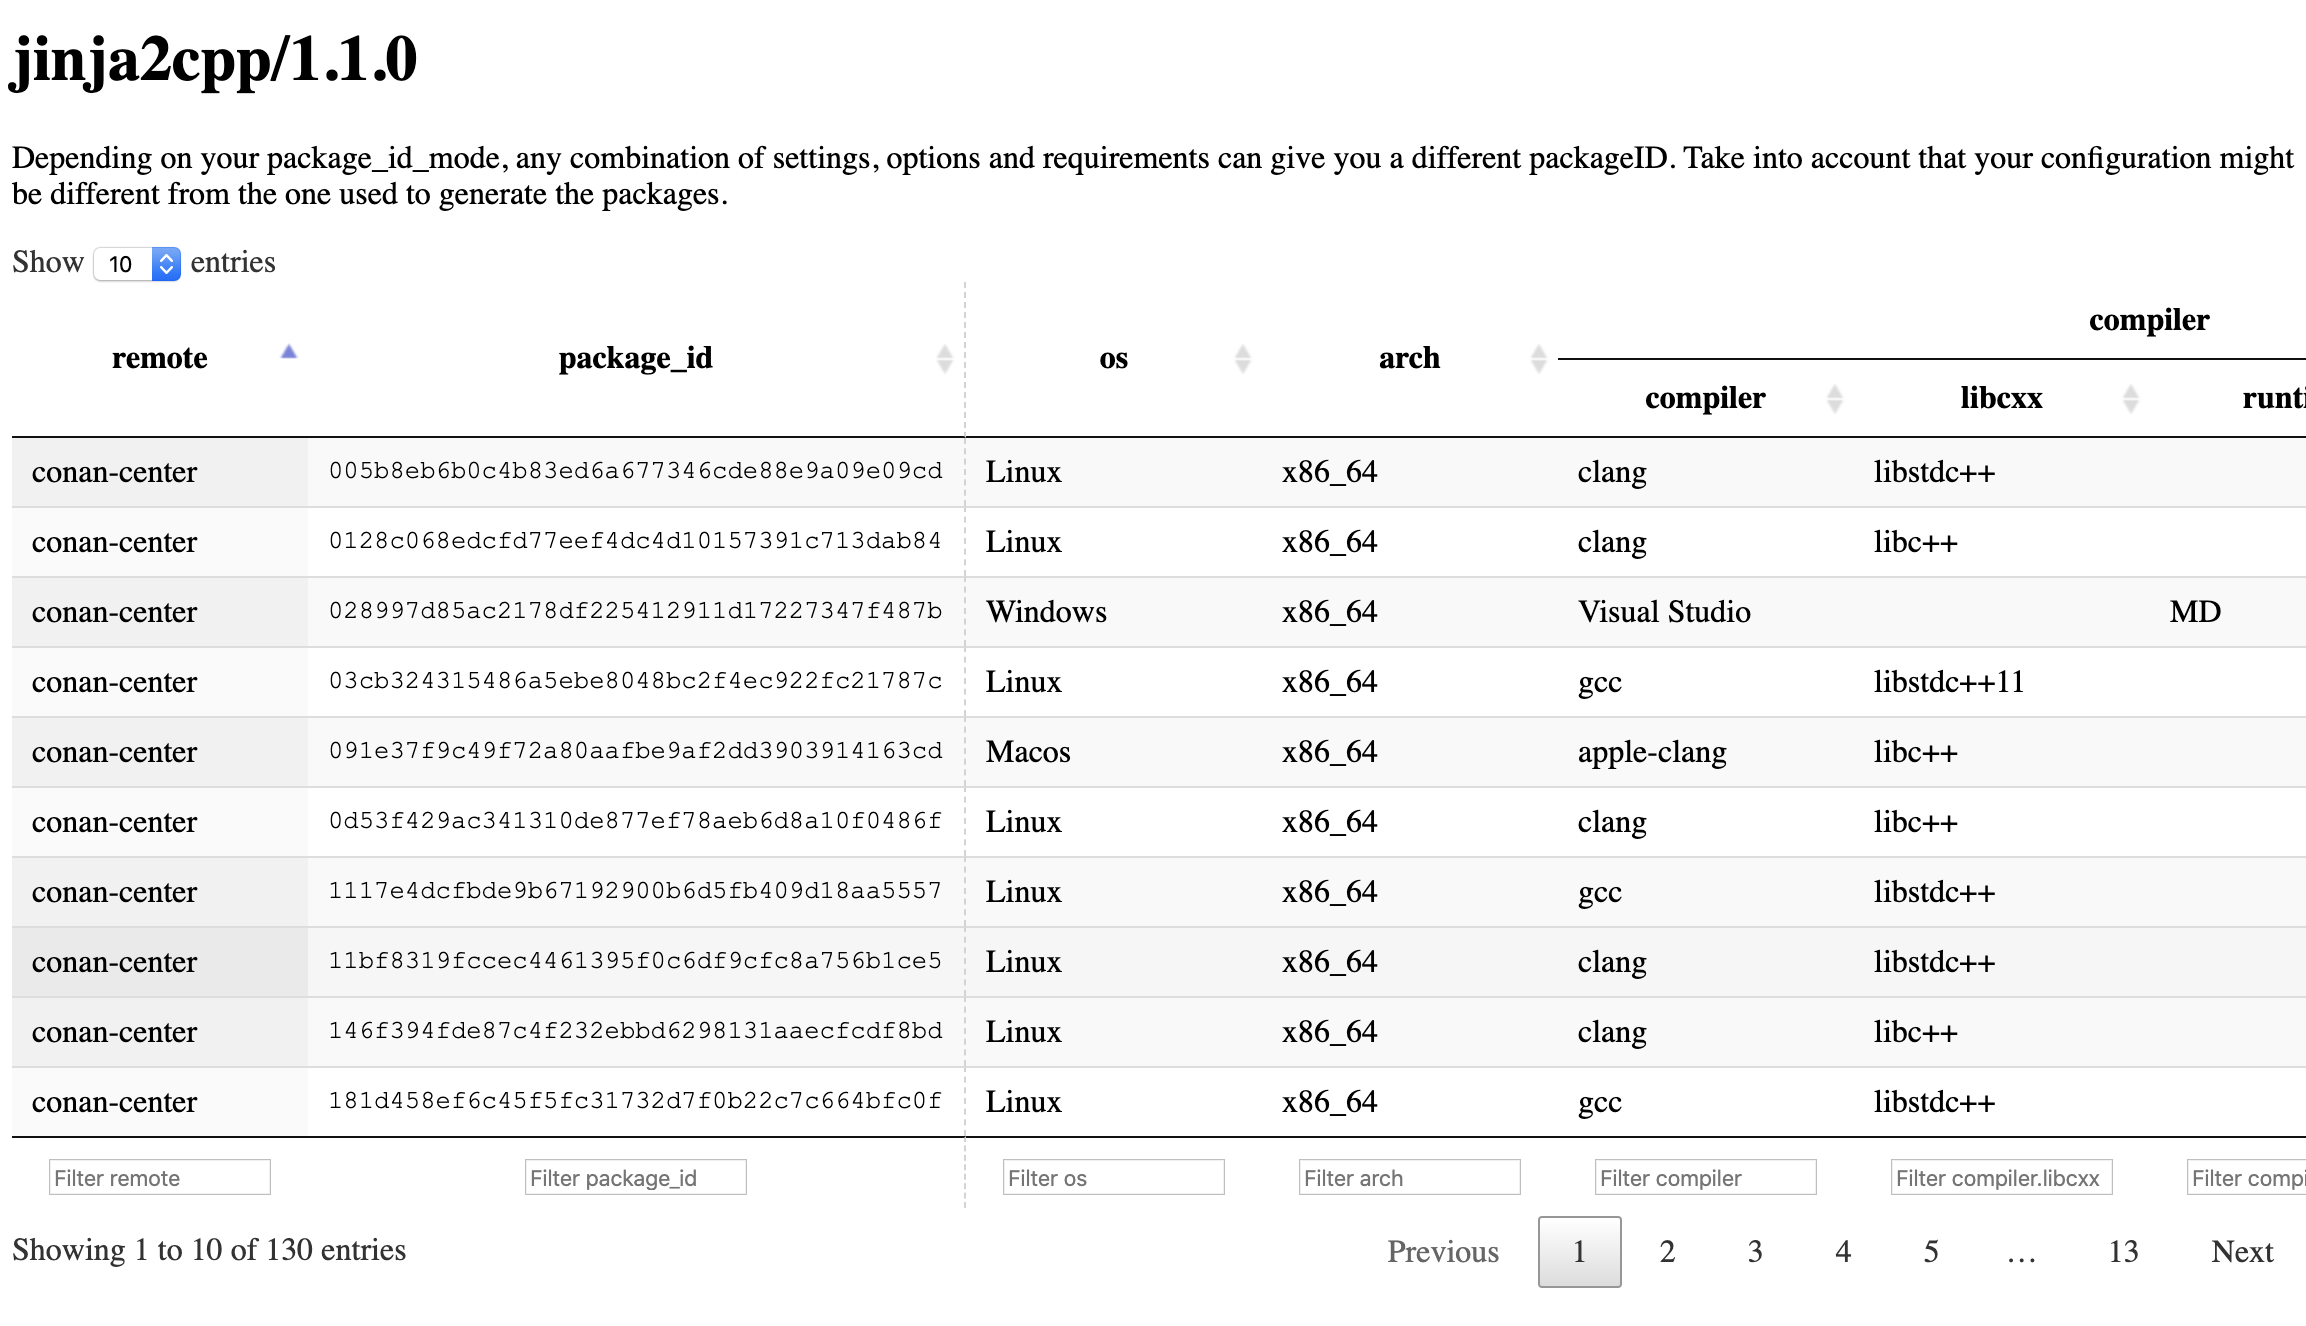 jinja2cpp/1.1.0
Depending on your package_id_mode, any combination of settings, options and requirements can give you a different packageID. Take into account that your configuration might
be different from the one used to generate the packages.
Show 10 entries
compiler
remote package_id os arch
compiler libcxx runti
conan-center 005b8eb6b0c4b83ed6a677346cde88e9a09e09cd Linux x86_64 clang libstdc++
conan-center 0128c068edcfd77eef4dc4d10157391c713dab84 Linux x86_64 clang libc++
conan-center 028997d85ac2178df225412911d17227347f487b Windows x86_64 Visual Studio MD
conan-center 03cb324315486a5ebe8048bc2f4ec922fc21787c Linux x86_64 gcc libstdc++11
conan-center 091e37f9c49f72a80aafbe9af2dd3903914163cd Macos x86_64 apple-clang libc++
conan-center 0d53f429ac341310de877ef78aeb6d8a10f0486f Linux x86_64 clang libc++
conan-center 1117e4dcfbde9b67192900b6d5fb409d18aa5557 Linux x86_64 gcc libstdc++
conan-center 11bf8319fccec4461395f0c6df9cfc8a756b1ce5 Linux x86_64 clang libstdc++
conan-center 146f394fde87c4f232ebbd6298131aaecfcdf8bd Linux x86_64 clang libc++
conan-center 181d458ef6c45f5fc31732d7f0b22c7c664bfc0f Linux x86_64 gcc libstdc++
Filter remote Filter package_id Filter os Filter arch Filter compiler Filter compiler.libcxx Filter compi
Showing 1 to 10 of 130 entries Previous 1 2 3 4 5 … 13 Next